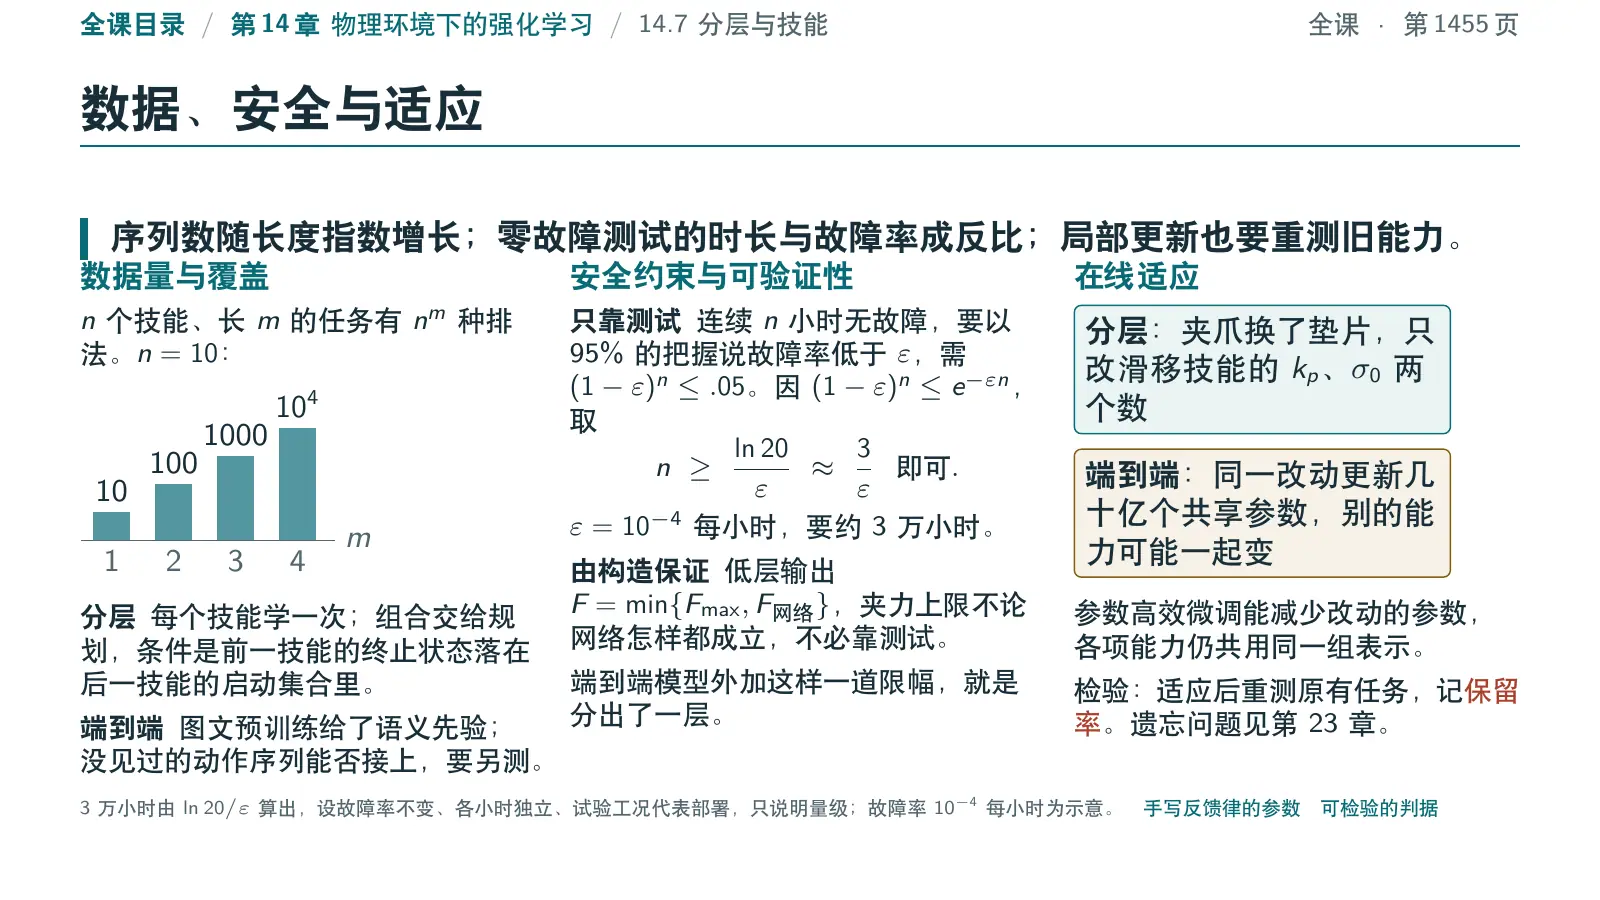 全课目录 / 第 14 章 物理环境下的强化学习 / 14.7 分层与技能
全课 · 第 1455 页
数据、安全与适应
序列数随长度指数增长；零故障测试的时长与故障率成反比；局部更新也要重测旧能力。
数据量与覆盖
n 个技能、长 m 的任务有 n^m 种排
法。n = 10：
10 100 1000 10^4
1 2 3 4 m
分层 每个技能学一次；组合交给规
划，条件是前一技能的终止状态落在
后一技能的启动集合里。
端到端 图文预训练给了语义先验；
没见过的动作序列能否接上，要另测。
安全约束与可验证性
只靠测试 连续 n 小时无故障，要以
95% 的把握说故障率低于 ε，需
(1 − ε)^n ≤ .05。因 (1 − ε)^n ≤ e^{−εn}，
取
n ≥ ln 20/ε ≈ 3/ε 即可.
ε = 10^{−4} 每小时，要约 3 万小时。
由构造保证 低层输出
F = min{F_max, F_网络}，夹力上限不论
网络怎样都成立，不必靠测试。
端到端模型外加这样一道限幅，就是
分出了一层。
在线适应
分层：夹爪换了垫片，只
改滑移技能的 k_p、σ_0 两
个数
端到端：同一改动更新几
十亿个共享参数，别的能
力可能一起变
参数高效微调能减少改动的参数，
各项能力仍共用同一组表示。
检验：适应后重测原有任务，记保留
率。遗忘问题见第 23 章。
3 万小时由 ln 20/ε 算出，设故障率不变、各小时独立、试验工况代表部署，只说明量级；故障率 10^{−4} 每小时为示意。 手写反馈律的参数 可检验的判据